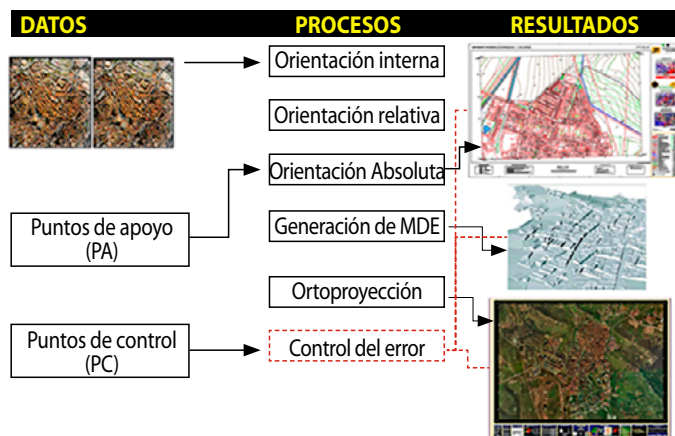 DATOS PROCESOS RESULTADOS
Orientación interna
Orientación relativa
Orientación Absoluta
Puntos de apoyo
(PA)
Generación de MDE
Ortoproyección
Puntos de control
(PC)
Control del error